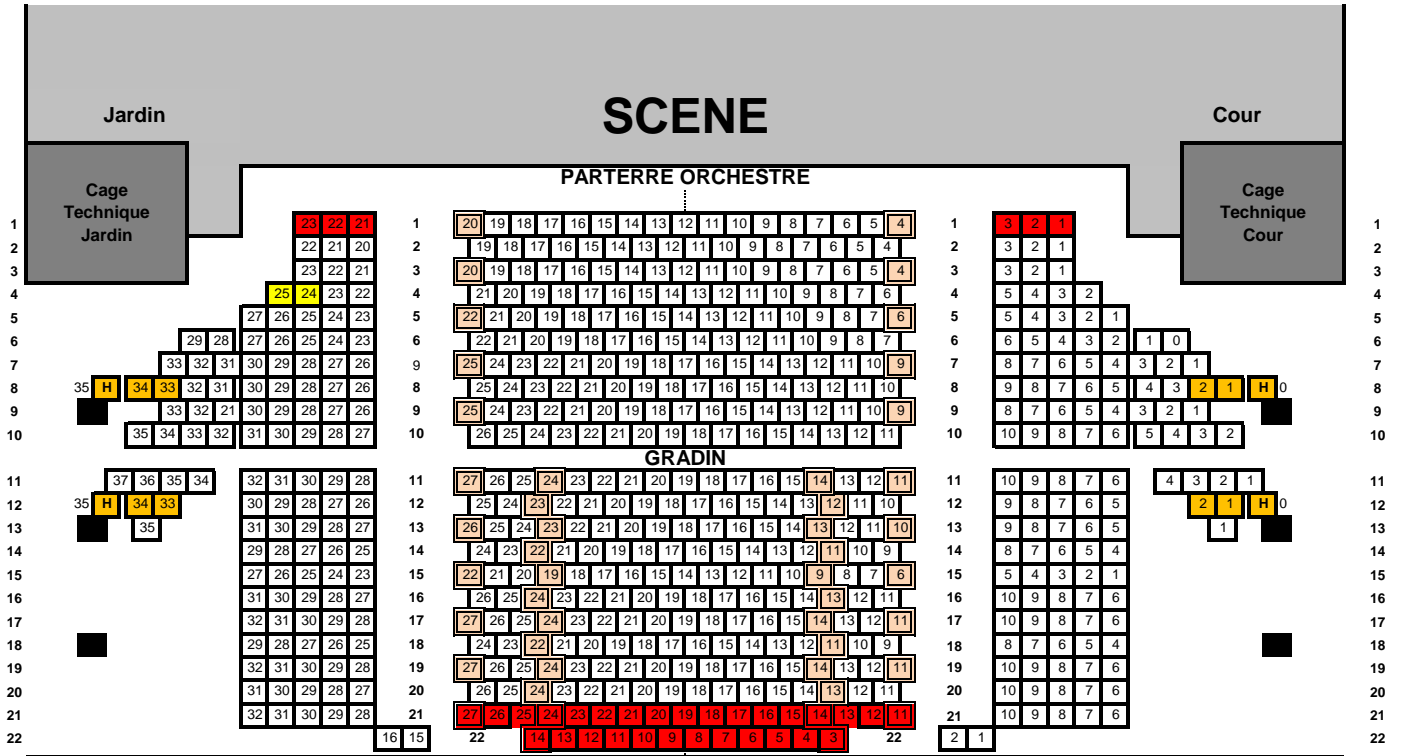 SCENE
Jardin Cour
Cage Technique Jardin
Cage Technique Cour
PARTERRE ORCHESTRE
1 23 22 21 1 20 19 18 17 16 15 14 13 12 11 10 9 8 7 6 5 4 1 3 2 1 1
2 22 21 20 2 19 18 17 16 15 14 13 12 11 10 9 8 7 6 5 4 2 3 2 1 2
3 23 22 21 3 20 19 18 17 16 15 14 13 12 11 10 9 8 7 6 5 4 3 3 2 1 3
4 25 24 23 22 4 21 20 19 18 17 16 15 14 13 12 11 10 9 8 7 6 4 5 4 3 2 4
5 27 26 25 24 23 5 22 21 20 19 18 17 16 15 14 13 12 11 10 9 8 7 6 5 5 4 3 2 1 5
6 29 28 27 26 25 24 23 6 22 21 20 19 18 17 16 15 14 13 12 11 10 9 8 7 6 6 5 4 3 2 1 0 6
7 33 32 31 30 29 28 27 26 9 25 24 23 22 21 20 19 18 17 16 15 14 13 12 11 10 9 7 8 7 6 5 4 3 2 1 7
8 35 H 34 33 32 31 30 29 28 27 26 8 25 24 23 22 21 20 19 18 17 16 15 14 13 12 11 10 8 9 8 7 6 5 4 3 2 1 H 0 8
9 33 32 21 30 29 28 27 26 9 25 24 23 22 21 20 19 18 17 16 15 14 13 12 11 10 9 9 8 7 6 5 4 3 2 1 9
10 35 34 33 32 31 30 29 28 27 10 26 25 24 23 22 21 20 19 18 17 16 15 14 13 12 11 10 10 9 8 7 6 5 4 3 2 10
GRADIN
11 37 36 35 34 32 31 30 29 28 11 27 26 25 24 23 22 21 20 19 18 17 16 15 14 13 12 11 11 10 9 8 7 6 4 3 2 1 11
12 35 H 34 33 30 29 28 27 26 12 25 24 23 22 21 20 19 18 17 16 15 14 13 12 11 10 12 9 8 7 6 5 2 1 H 0 12
13 35 31 30 29 28 27 13 26 25 24 23 22 21 20 19 18 17 16 15 14 13 12 11 10 13 9 8 7 6 5 1 13
14 29 28 27 26 25 14 24 23 22 21 20 19 18 17 16 15 14 13 12 11 10 9 14 8 7 6 5 4 14
15 27 26 25 24 23 15 22 21 20 19 18 17 16 15 14 13 12 11 10 9 8 7 6 15 5 4 3 2 1 15
16 31 30 29 28 27 16 26 25 24 23 22 21 20 19 18 17 16 15 14 13 12 11 16 10 9 8 7 6 16
17 32 31 30 29 28 17 27 26 25 24 23 22 21 20 19 18 17 16 15 14 13 12 11 17 10 9 8 7 6 17
18 29 28 27 26 25 18 24 23 22 21 20 19 18 17 16 15 14 13 12 11 10 9 18 8 7 6 5 4 18
19 32 31 30 29 28 19 27 26 25 24 23 22 21 20 19 18 17 16 15 14 13 12 11 19 10 9 8 7 6 19
20 31 30 29 28 27 20 26 25 24 23 22 21 20 19 18 17 16 15 14 13 12 11 20 10 9 8 7 6 20
21 32 31 30 29 28 21 27 26 25 24 23 22 21 20 19 18 17 16 15 14 13 12 11 21 10 9 8 7 6 21
22 16 15 22 14 13 12 11 10 9 8 7 6 5 4 3 22 2 1 22